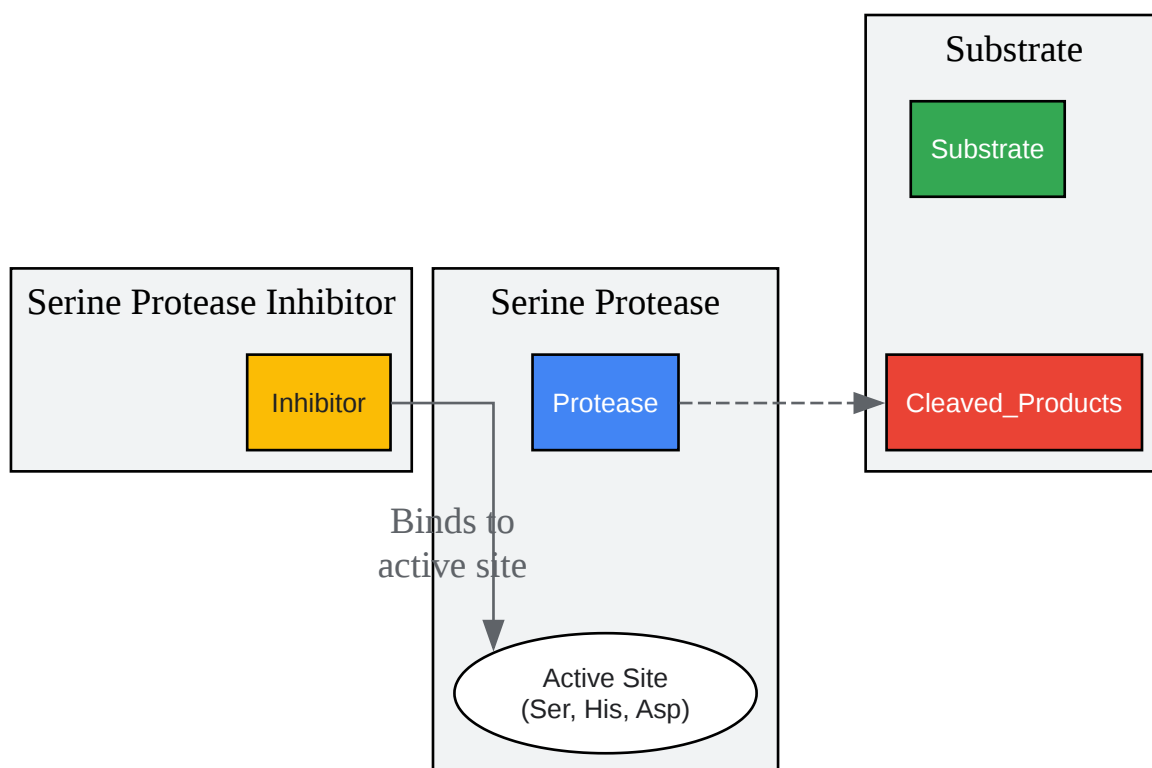 Substrate
Substrate
Serine Protease Inhibitor
Serine Protease
Inhibitor
Protease
Cleaved_Products
Binds to
active site
Active Site
(Ser, His, Asp)